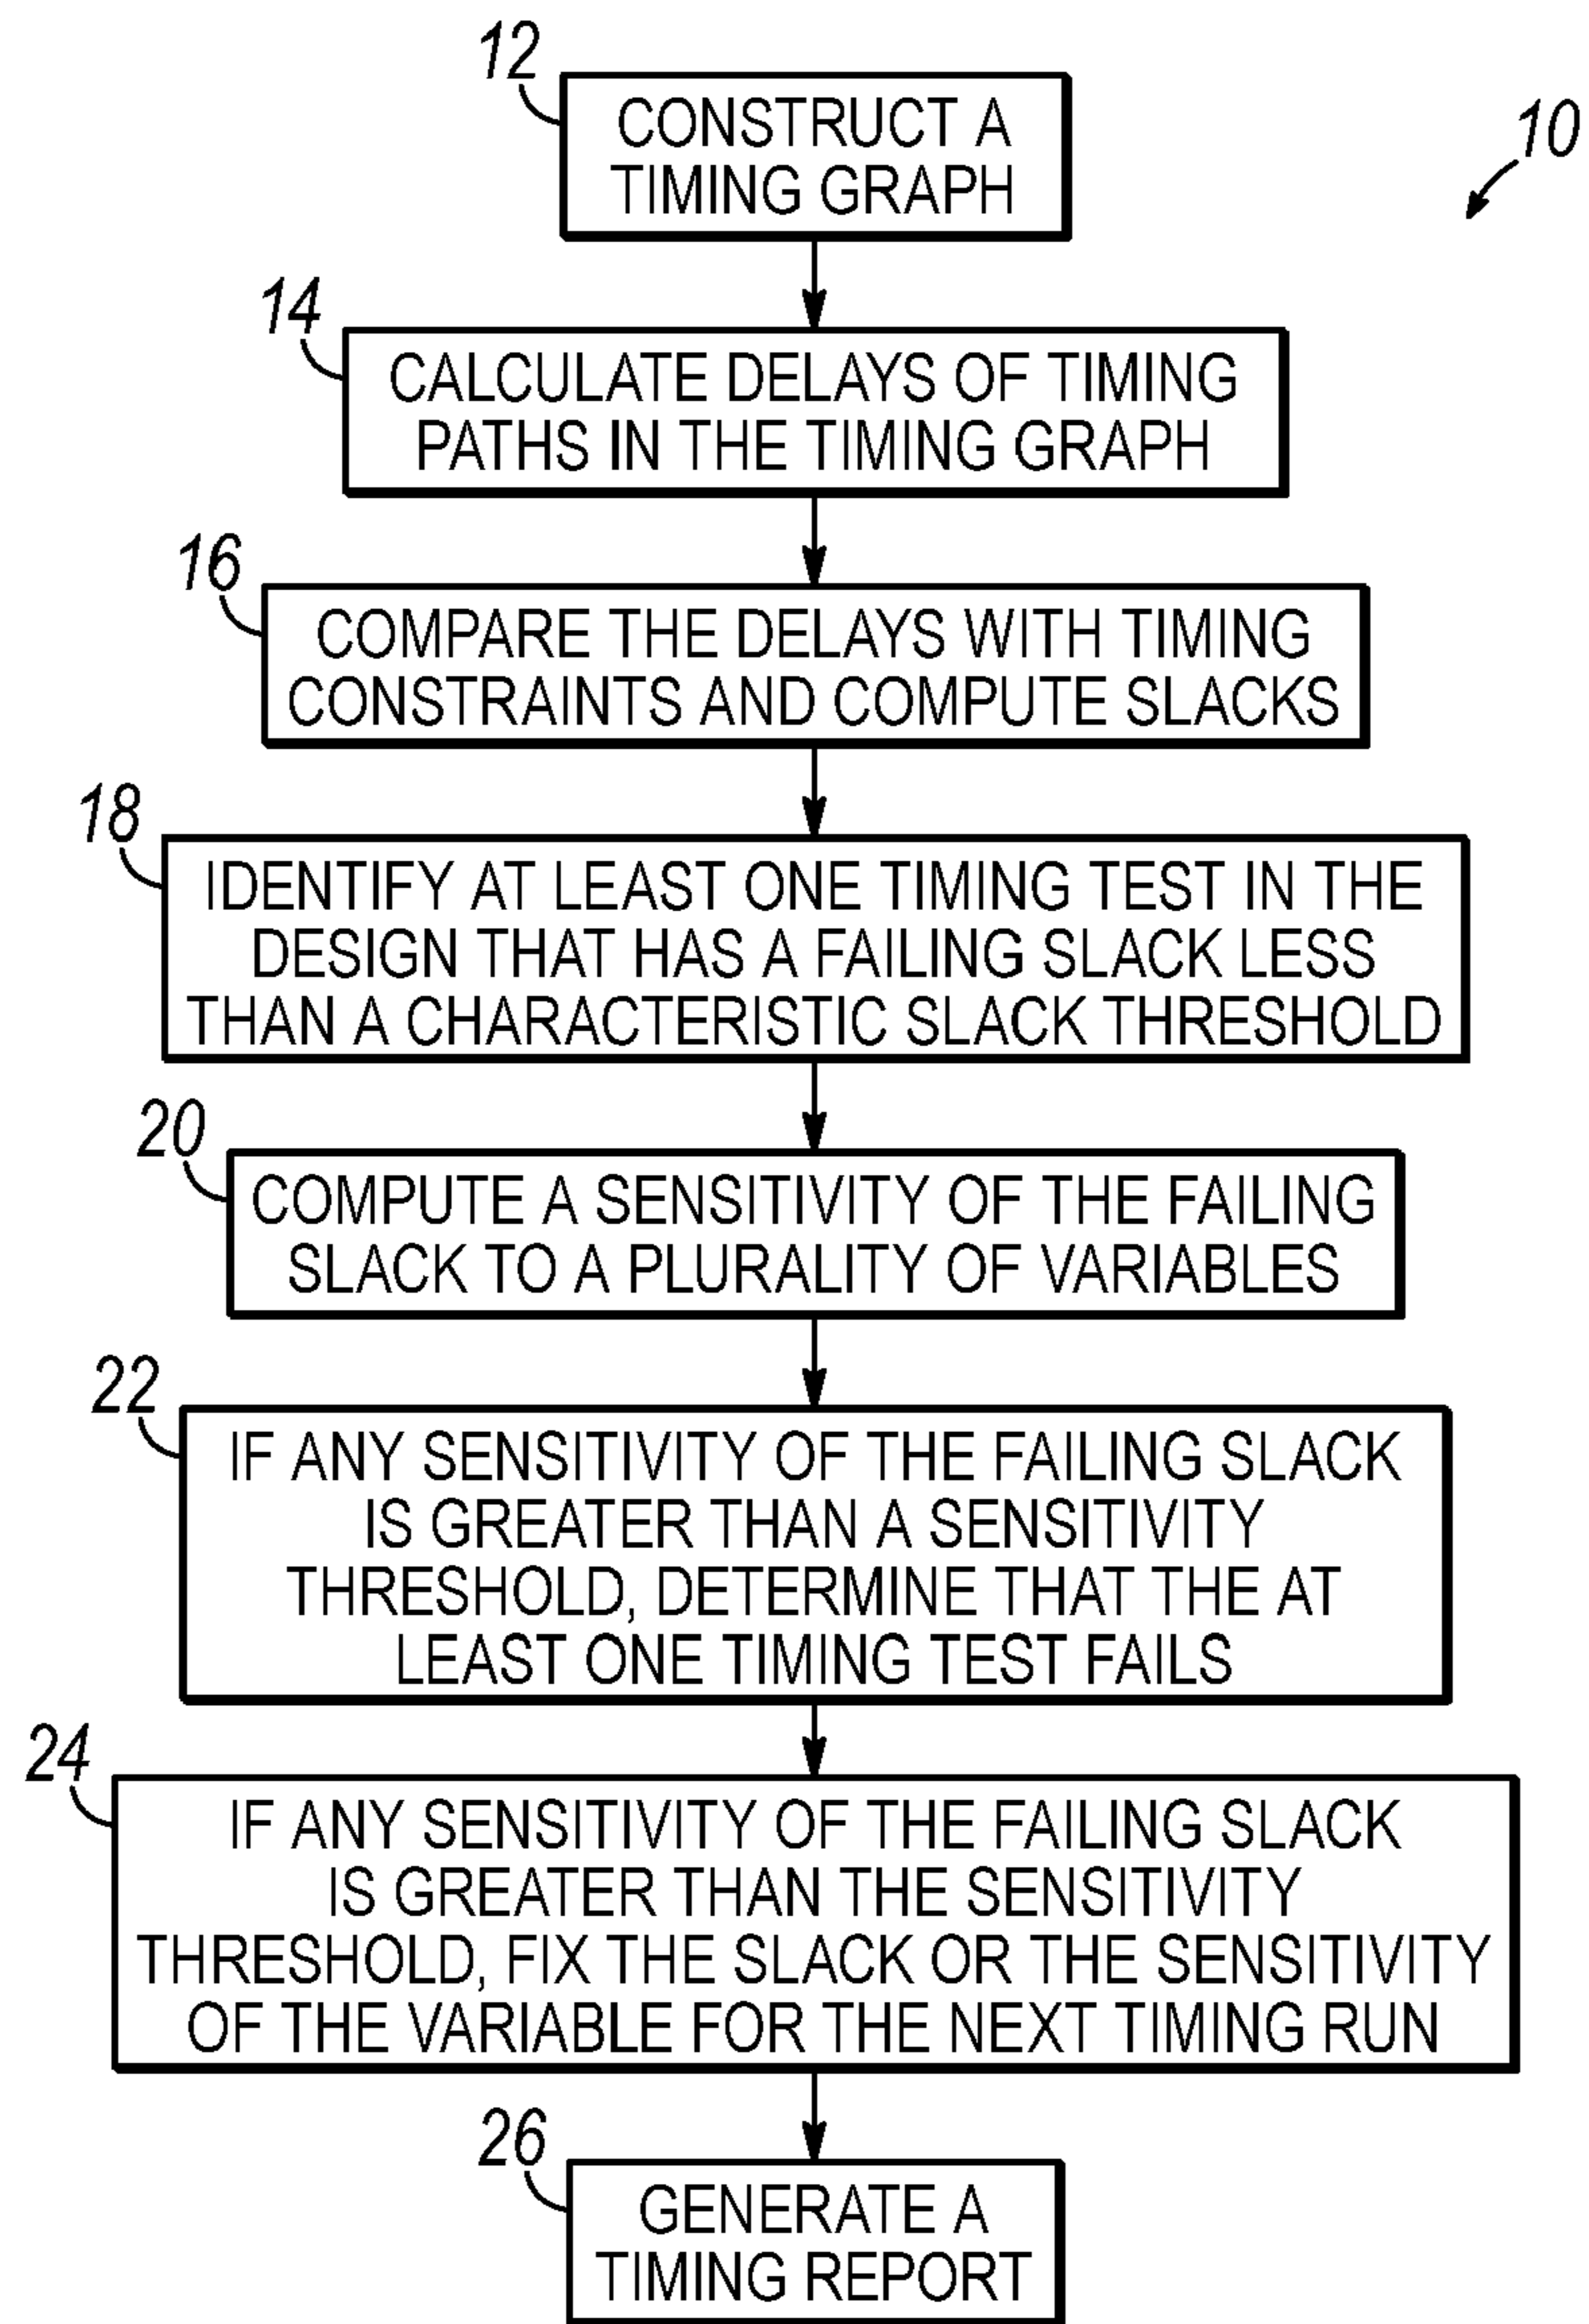 12
CONSTRUCT A
TIMING GRAPH
10
14
CALCULATE DELAYS OF TIMING
PATHS IN THE TIMING GRAPH
16
COMPARE THE DELAYS WITH TIMING
CONSTRAINTS AND COMPUTE SLACKS
18
IDENTIFY AT LEAST ONE TIMING TEST IN THE
DESIGN THAT HAS A FAILING SLACK LESS
THAN A CHARACTERISTIC SLACK THRESHOLD
20
COMPUTE A SENSITIVITY OF THE FAILING
SLACK TO A PLURALITY OF VARIABLES
22
IF ANY SENSITIVITY OF THE FAILING SLACK
IS GREATER THAN A SENSITIVITY
THRESHOLD, DETERMINE THAT THE AT
LEAST ONE TIMING TEST FAILS
24
IF ANY SENSITIVITY OF THE FAILING SLACK
IS GREATER THAN THE SENSITIVITY
THRESHOLD, FIX THE SLACK OR THE SENSITIVITY
OF THE VARIABLE FOR THE NEXT TIMING RUN
26
GENERATE A
TIMING REPORT